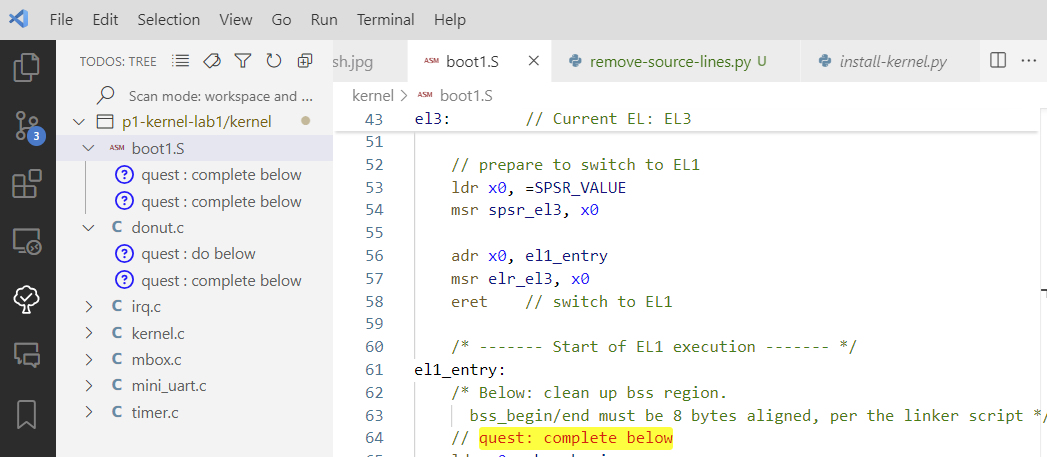 File Edit Selection View Go Run Terminal Help
TODOS: TREE
sh.jpg ASM boot1.S remove-source-lines.py U install-kernel.py
Scan mode: workspace and ...
kernel > ASM boot1.S
p1-kernel-lab1/kernel
ASM boot1.S
? quest : complete below
? quest : complete below
C donut.c
? quest : do below
? quest : complete below
C irq.c
C kernel.c
C mbox.c
C mini_uart.c
C timer.c
3
43 el3: // Current EL: EL3
51
52 // prepare to switch to EL1
53 ldr x0, =SPSR_VALUE
54 msr spsr_el3, x0
55
56 adr x0, el1_entry
57 msr elr_el3, x0
58 eret // switch to EL1
59
60 /* ------- Start of EL1 execution ------- */
61 el1_entry:
62 /* Below: clean up bss region.
63 bss_begin/end must be 8 bytes aligned, per the linker script */
64 // quest: complete below